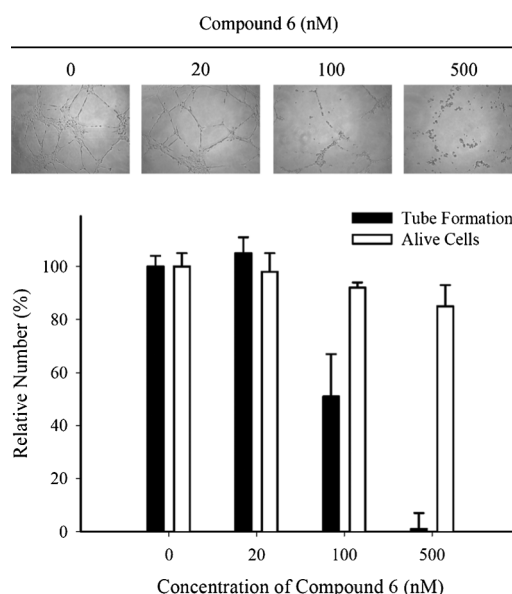 Compound 6 (nM)
0 20 100 500
Tube Formation
Alive Cells
Relative Number (%)
100
80
60
40
20
0
0 20 100 500
Concentration of Compound 6 (nM)